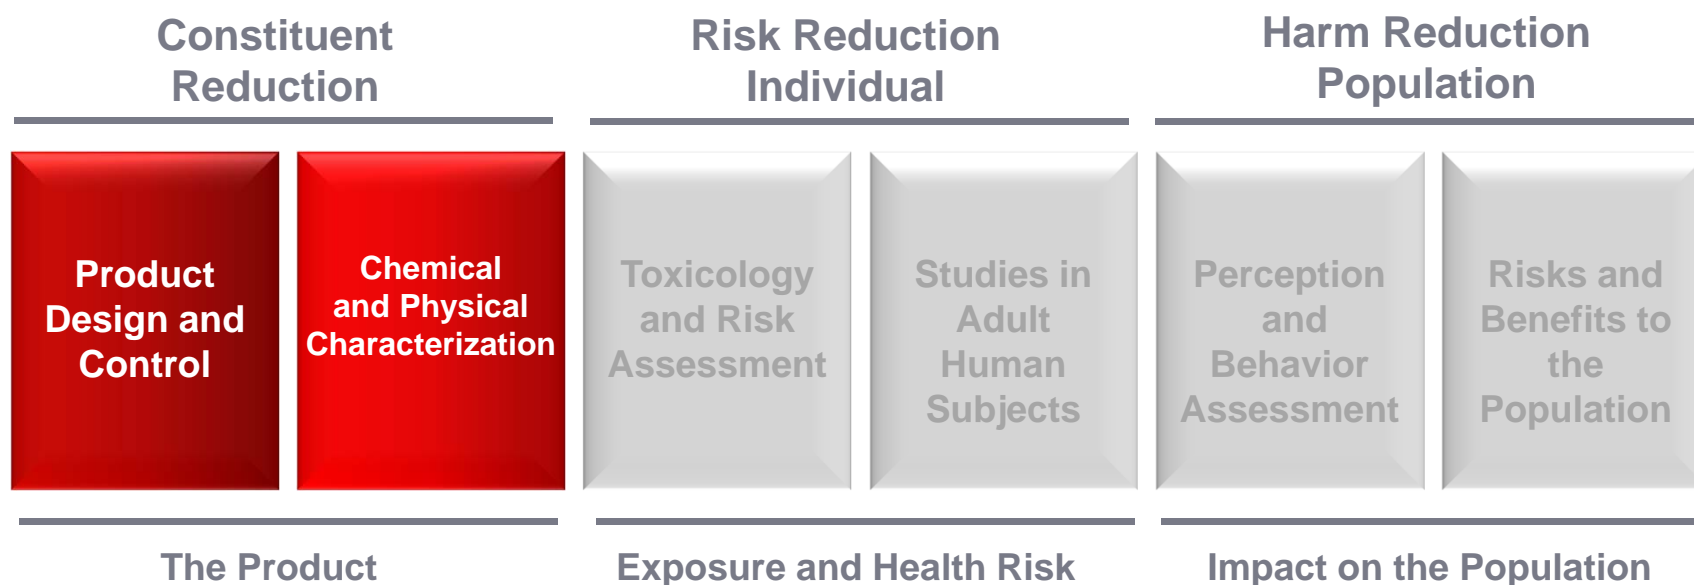 Constituent
Reduction
Risk Reduction
Individual
Harm Reduction
Population
Product
Design and
Control
Chemical
and Physical
Characterization
Toxicology
and Risk
Assessment
Studies in
Adult
Human
Subjects
Perception
and
Behavior
Assessment
Risks and
Benefits to
the
Population
The Product
Exposure and Health Risk
Impact on the Population